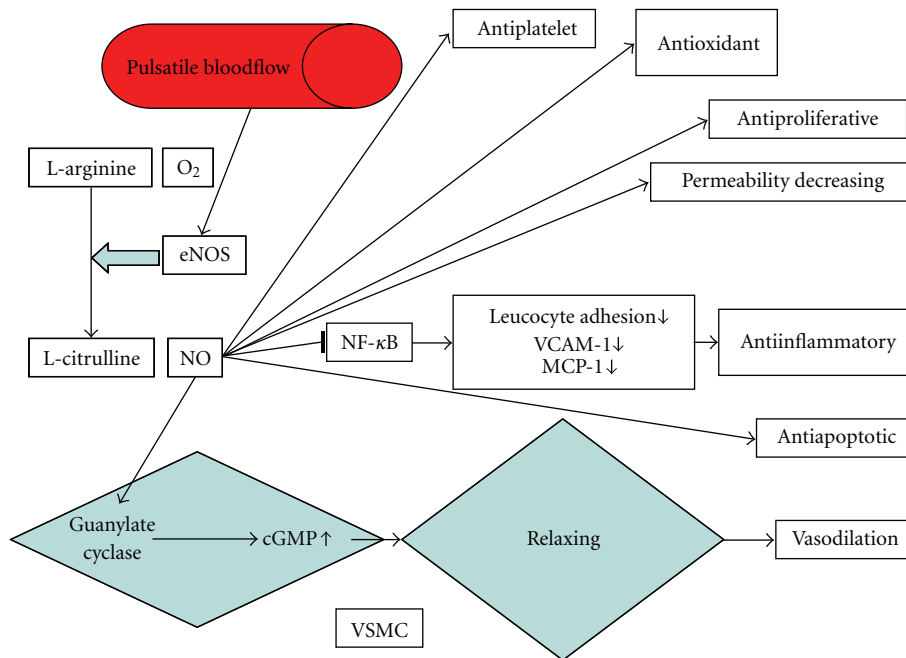 Antiplatelet
Antioxidant
Pulsatile bloodflow
Antiproliferative
L-arginine
O₂
Permeability decreasing
eNOS
Leucocyte adhesion↓
VCAM-1↓
MCP-1↓
L-citrulline
NO
NF-κB
Antiinflammatory
Antiapoptotic
Guanylate
cyclase
cGMP↑
Relaxing
Vasodilation
VSMC